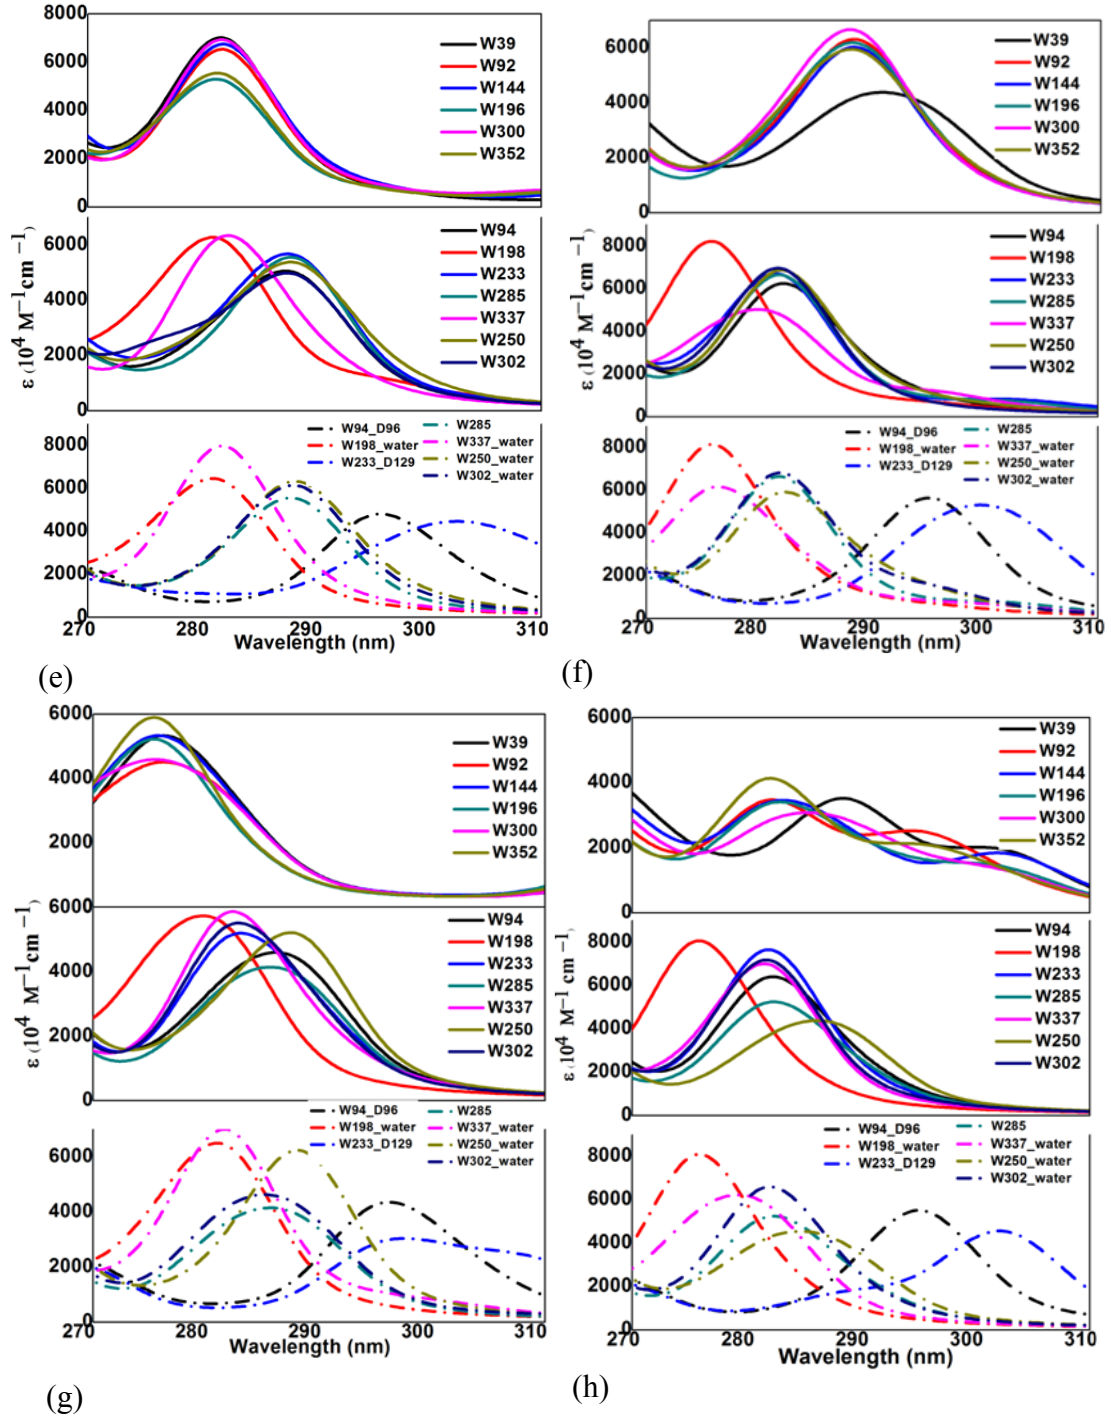 8000
6000
4000
2000
0
W39
W92
W144
W196
W300
W352
6000
4000
2000
0
W94
W198
W233
W285
W337
W250
W302
ε (10⁴ M⁻¹cm⁻¹)
8000
6000
4000
2000
0
W94_D96
W198_water
W233_D129
W285
W337_water
W250_water
W302_water
270 280 290 300 310
Wavelength (nm)
(e)
6000
4000
2000
0
W39
W92
W144
W196
W300
W352
8000
6000
4000
2000
0
W94
W198
W233
W285
W337
W250
W302
ε (10⁴ M⁻¹cm⁻¹)
8000
6000
4000
2000
0
W94_D96
W198_water
W233_D129
W285
W337_water
W250_water
W302_water
270 280 290 300 310
Wavelength (nm)
(f)
6000
4000
2000
0
W39
W92
W144
W196
W300
W352
6000
4000
2000
0
W94
W198
W233
W285
W337
W250
W302
ε (10⁴ M⁻¹cm⁻¹)
6000
4000
2000
0
W94_D96
W198_water
W233_D129
W285
W337_water
W250_water
W302_water
270 280 290 300 310
Wavelength (nm)
(g)
6000
4000
2000
0
W39
W92
W144
W196
W300
W352
8000
6000
4000
2000
0
W94
W198
W233
W285
W337
W250
W302
ε (10⁴ M⁻¹cm⁻¹)
8000
6000
4000
2000
0
W94_D96
W198_water
W233_D129
W285
W337_water
W250_water
W302_water
270 280 290 300 310
Wavelength (nm)
(h)